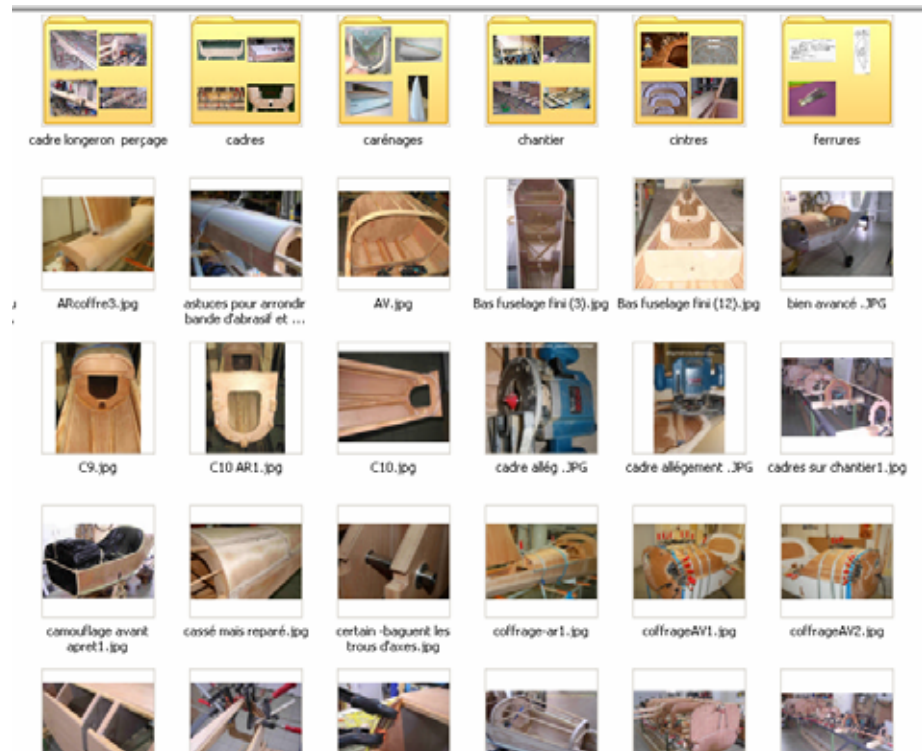 cadre longeron perçage
cadres
carénages
chantier
cintres
ferrures
ARcoffre3.jpg
astuces pour arrondir
bande d'abrasif et ...
AV.jpg
Bas fuselage fini (3).jpg
Bas fuselage fini (12).jpg
bien avancé .JPG
C9.jpg
C10 AR1.jpg
C10.jpg
cadre allég .JPG
cadre allégement .JPG
cadres sur chantier1.jpg
camouflage avant
apret1.jpg
cassé mais reparé.jpg
certain -baguent les
trous d'axes.jpg
coffrage-ar1.jpg
coffrageAV1.jpg
coffrageAV2.jpg